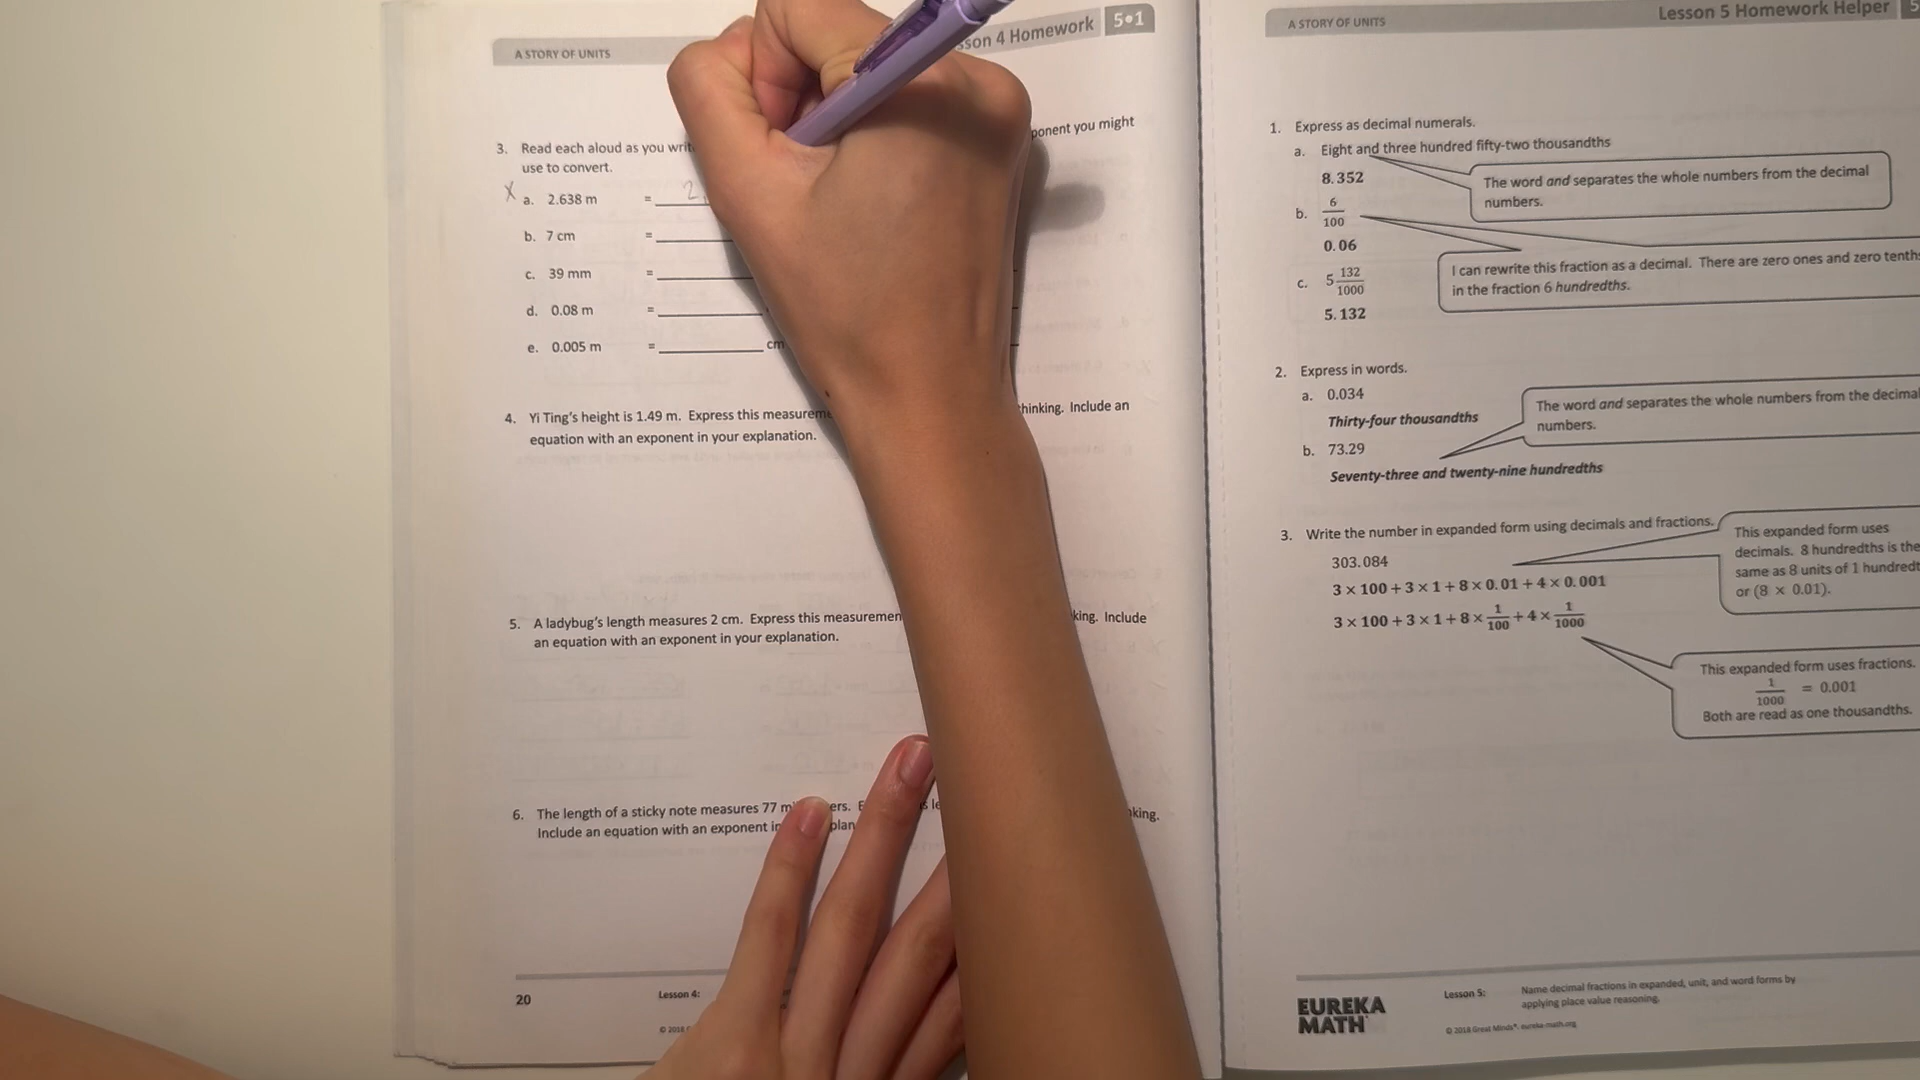 A STORY OF UNITS
son 4 Homework 5•1
3. Read each aloud as you writ
ponent you might
use to convert.
X a. 2.638 m = 2
b. 7 cm =
c. 39 mm =
d. 0.08 m =
e. 0.005 m = cm
4. Yi Ting's height is 1.49 m. Express this measurem
hinking. Include an
equation with an exponent in your explanation.
5. A ladybug's length measures 2 cm. Express this measuremen
king. Include
an equation with an exponent in your explanation.
6. The length of a sticky note measures 77 m ers. E s le
king.
Include an equation with an exponent in plan
20
Lesson 4:
© 2018
A STORY OF UNITS
Lesson 5 Homework Helper 5
1. Express as decimal numerals.
a. Eight and three hundred fifty-two thousandths
8.352
The word and separates the whole numbers from the decimal
numbers.
b. 6/100
0.06
I can rewrite this fraction as a decimal. There are zero ones and zero tenths
in the fraction 6 hundredths.
c. 5 132/1000
5.132
2. Express in words.
a. 0.034
Thirty-four thousandths
The word and separates the whole numbers from the decimal
numbers.
b. 73.29
Seventy-three and twenty-nine hundredths
3. Write the number in expanded form using decimals and fractions.
303.084
3 × 100 + 3 × 1 + 8 × 0.01 + 4 × 0.001
3 × 100 + 3 × 1 + 8 × 1/100 + 4 × 1/1000
This expanded form uses
decimals. 8 hundredths is the
same as 8 units of 1 hundredt
or (8 × 0.01).
This expanded form uses fractions.
1/1000 = 0.001
Both are read as one thousandths.
EUREKA
MATH
Lesson 5: Name decimal fractions in expanded, unit, and word forms by
applying place value reasoning.
© 2018 Great Minds®. eureka-math.org